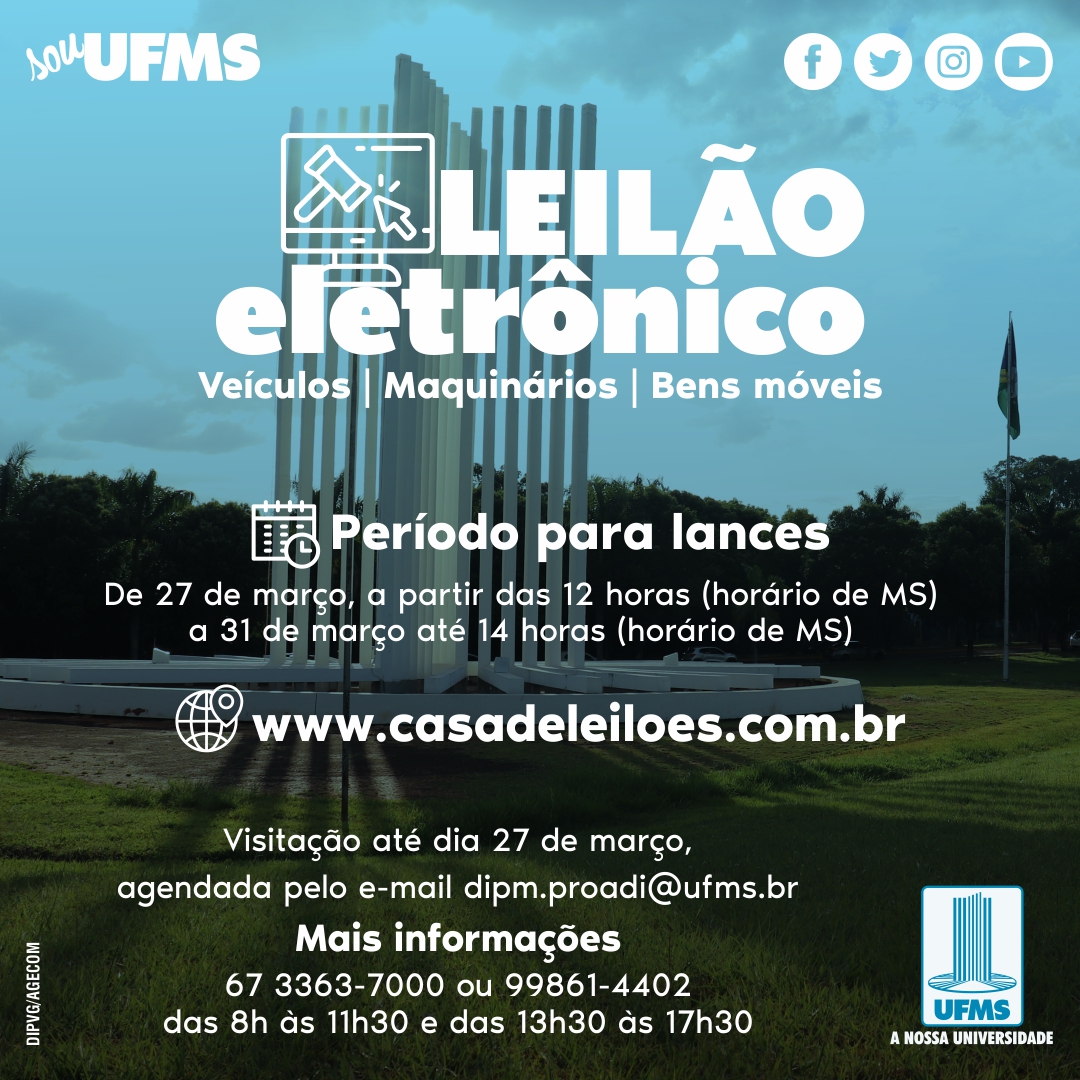 souUFMS
LEILÃO
eletrônico
Veículos | Maquinários | Bens móveis
Período para lances
De 27 de março, a partir das 12 horas (horário de MS)
a 31 de março até 14 horas (horário de MS)
www.casadeleiloes.com.br
Visitação até dia 27 de março,
agendada pelo e-mail dipm.proadi@ufms.br
Mais informações
67 3363-7000 ou 99861-4402
das 8h às 11h30 e das 13h30 às 17h30
DIPVG/AGECOM
UFMS
A NOSSA UNIVERSIDADE